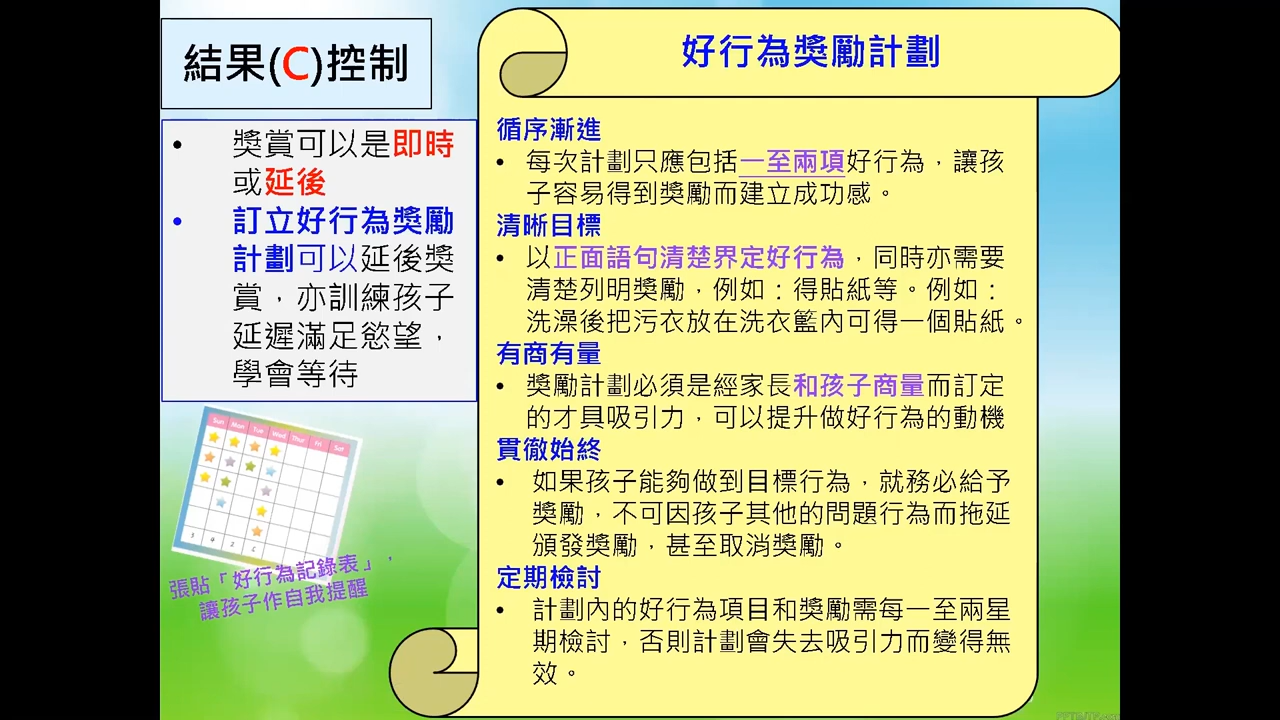 結果(C)控制
• 獎賞可以是即時
或延後
• 訂立好行為獎勵
計劃可以延後獎
賞，亦訓練孩子
延遲滿足慾望，
學會等待
Sun Mon Tue Wed Thur Fri Sat
張貼「好行為記錄表」，
讓孩子作自我提醒
好行為獎勵計劃
循序漸進
• 每次計劃只應包括一至兩項好行為，讓孩
子容易得到獎勵而建立成功感。
清晰目標
• 以正面語句清楚界定好行為，同時亦需要
清楚列明獎勵，例如：得貼紙等。例如：
洗澡後把污衣放在洗衣籃內可得一個貼紙。
有商有量
• 獎勵計劃必須是經家長和孩子商量而訂定
的才具吸引力，可以提升做好行為的動機
貫徹始終
• 如果孩子能夠做到目標行為，就務必給予
獎勵，不可因孩子其他的問題行為而拖延
頒發獎勵，甚至取消獎勵。
定期檢討
• 計劃內的好行為項目和獎勵需每一至兩星
期檢討，否則計劃會失去吸引力而變得無
效。